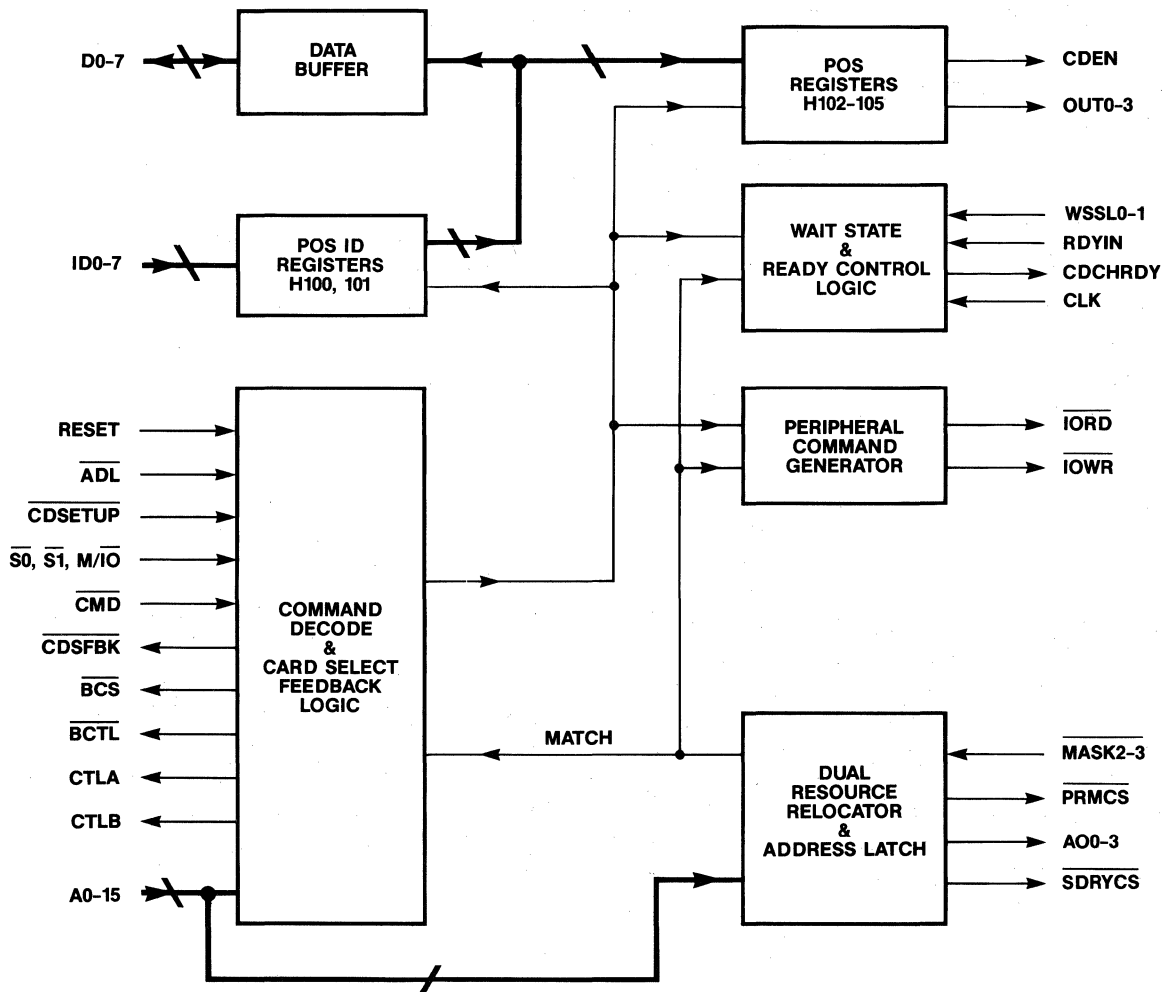 D0-7
DATA
BUFFER
POS
REGISTERS
H102-105
CDEN
OUT0-3
ID0-7
POS ID
REGISTERS
H100, 101
WAIT STATE
&
READY CONTROL
LOGIC
WSSL0-1
RDYIN
CDCHRDY
CLK
RESET
ADL
CDSETUP
S0, S1, M/IO
CMD
CDSFBK
BCS
BCTL
CTLA
CTLB
A0-15
COMMAND
DECODE
&
CARD SELECT
FEEDBACK
LOGIC
PERIPHERAL
COMMAND
GENERATOR
IORD
IOWR
MATCH
DUAL
RESOURCE
RELOCATOR
&
ADDRESS LATCH
MASK2-3
PRMCS
AO0-3
SDRYCS